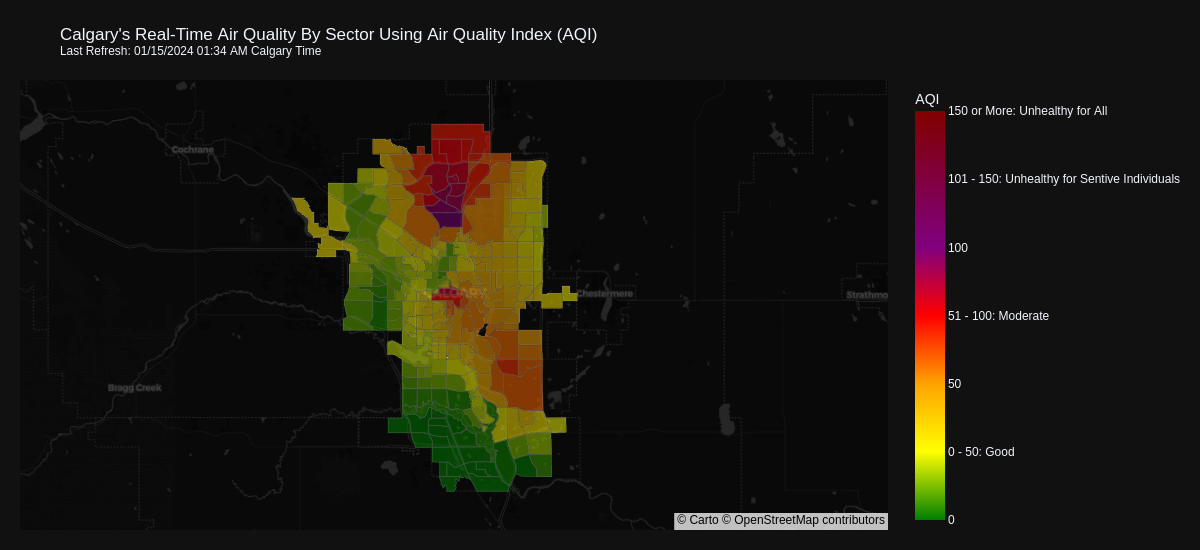 Calgary's Real-Time Air Quality By Sector Using Air Quality Index (AQI)
Last Refresh: 01/15/2024 01:34 AM Calgary Time
AQI
150 or More: Unhealthy for All
101 - 150: Unhealthy for Sentive Individuals
100
51 - 100: Moderate
50
0 - 50: Good
0
Cochrane
CALGARY
Chestermere
Strathmo
Bragg Creek
© Carto © OpenStreetMap contributors